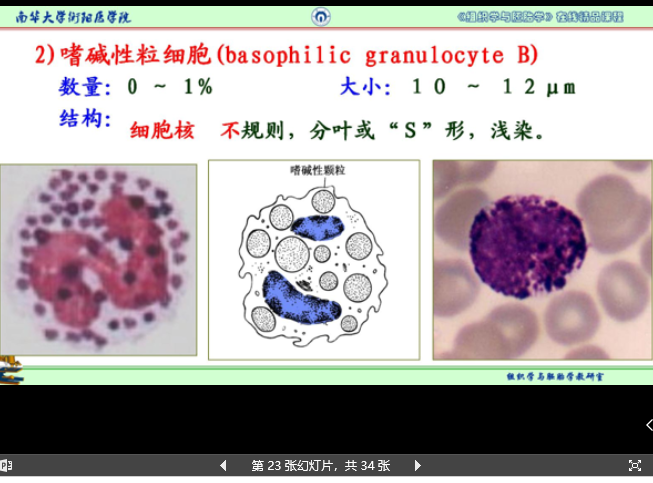 南华大学衡阳医学院
《组织学与胚胎学》在线精品课程
2)嗜碱性粒细胞(basophilic granulocyte B)
数量: 0 ~ 1%
大小: 10 ~ 12μm
结构:
细胞核 不规则，分叶或“S”形，浅染。
嗜碱性颗粒
组织学与胚胎学教研室
第 23 张幻灯片，共 34 张